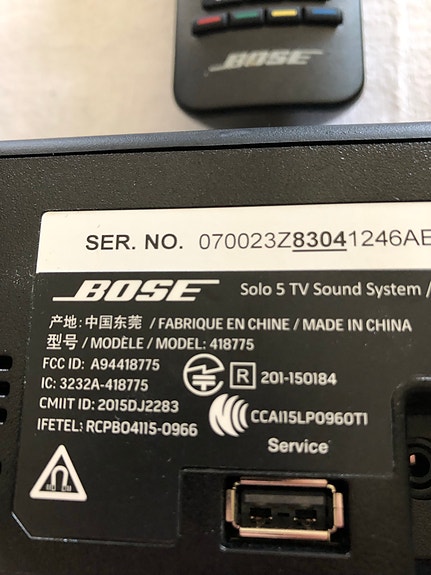 BOSE
SER. NO. 070023Z83041246AE
BOSE Solo 5 TV Sound System /
产地: 中国东莞 / FABRIQUE EN CHINE / MADE IN CHINA
型号 / MODÈLE / MODEL: 418775
FCC ID: A94418775
R 201-150184
IC: 3232A-418775
CMIIT ID: 2015DJ2283
CCAI15LP0960T1
IFETEL: RCPBO4115-0966
Service